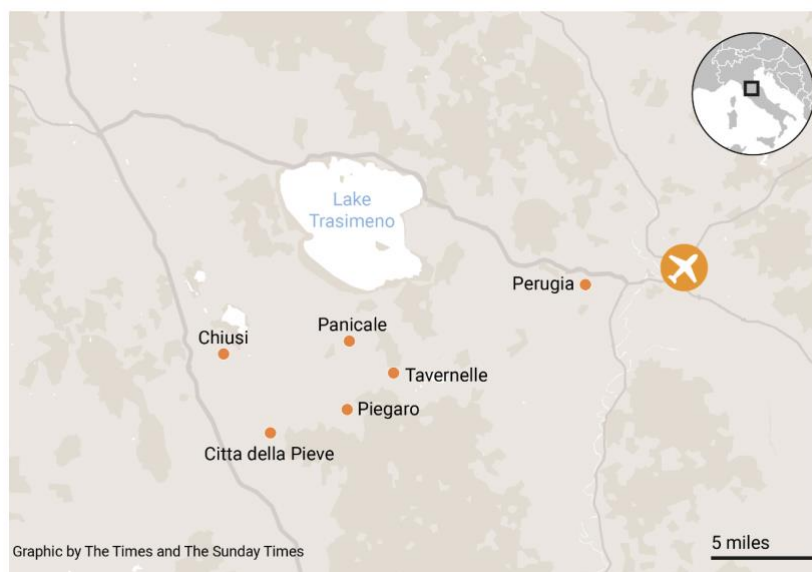 Lake
Trasimeno
Perugia
Panicale
Chiusi
Tavernelle
Piegaro
Citta della Pieve
5 miles
Graphic by The Times and The Sunday Times